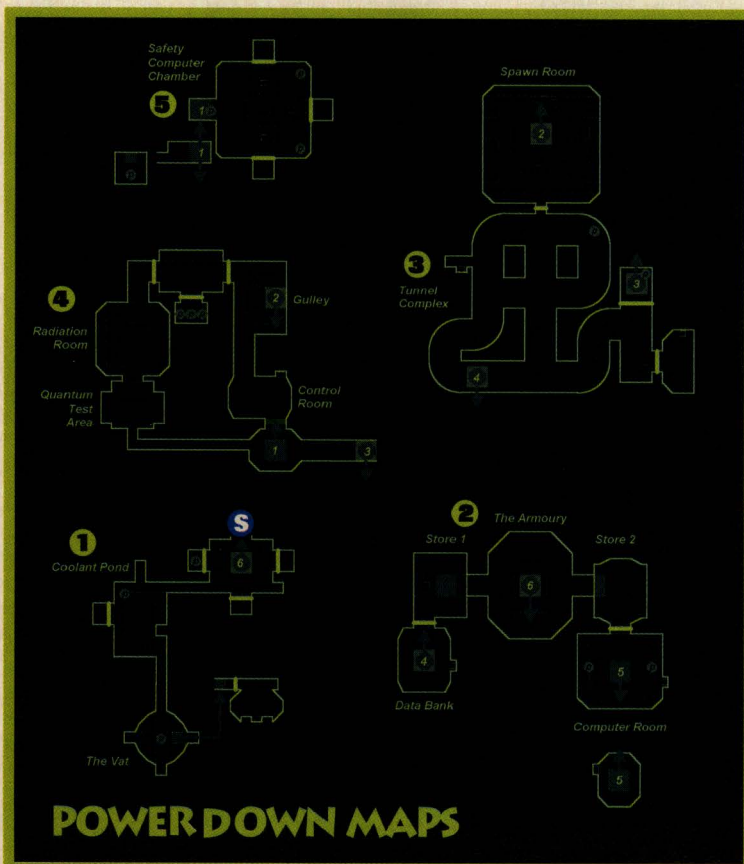 Safety
Computer
Chamber
5
1
1
Spawn Room
2
3
Tunnel
Complex
3
4
4
Radiation
Room
2
Gulley
Quantum
Test
Area
Control
Room
1
3
1
Coolant Pond
S
6
The Vat
2
The Armoury
Store 1
Store 2
6
4
5
Data Bank
Computer Room
5
POWER DOWN MAPS